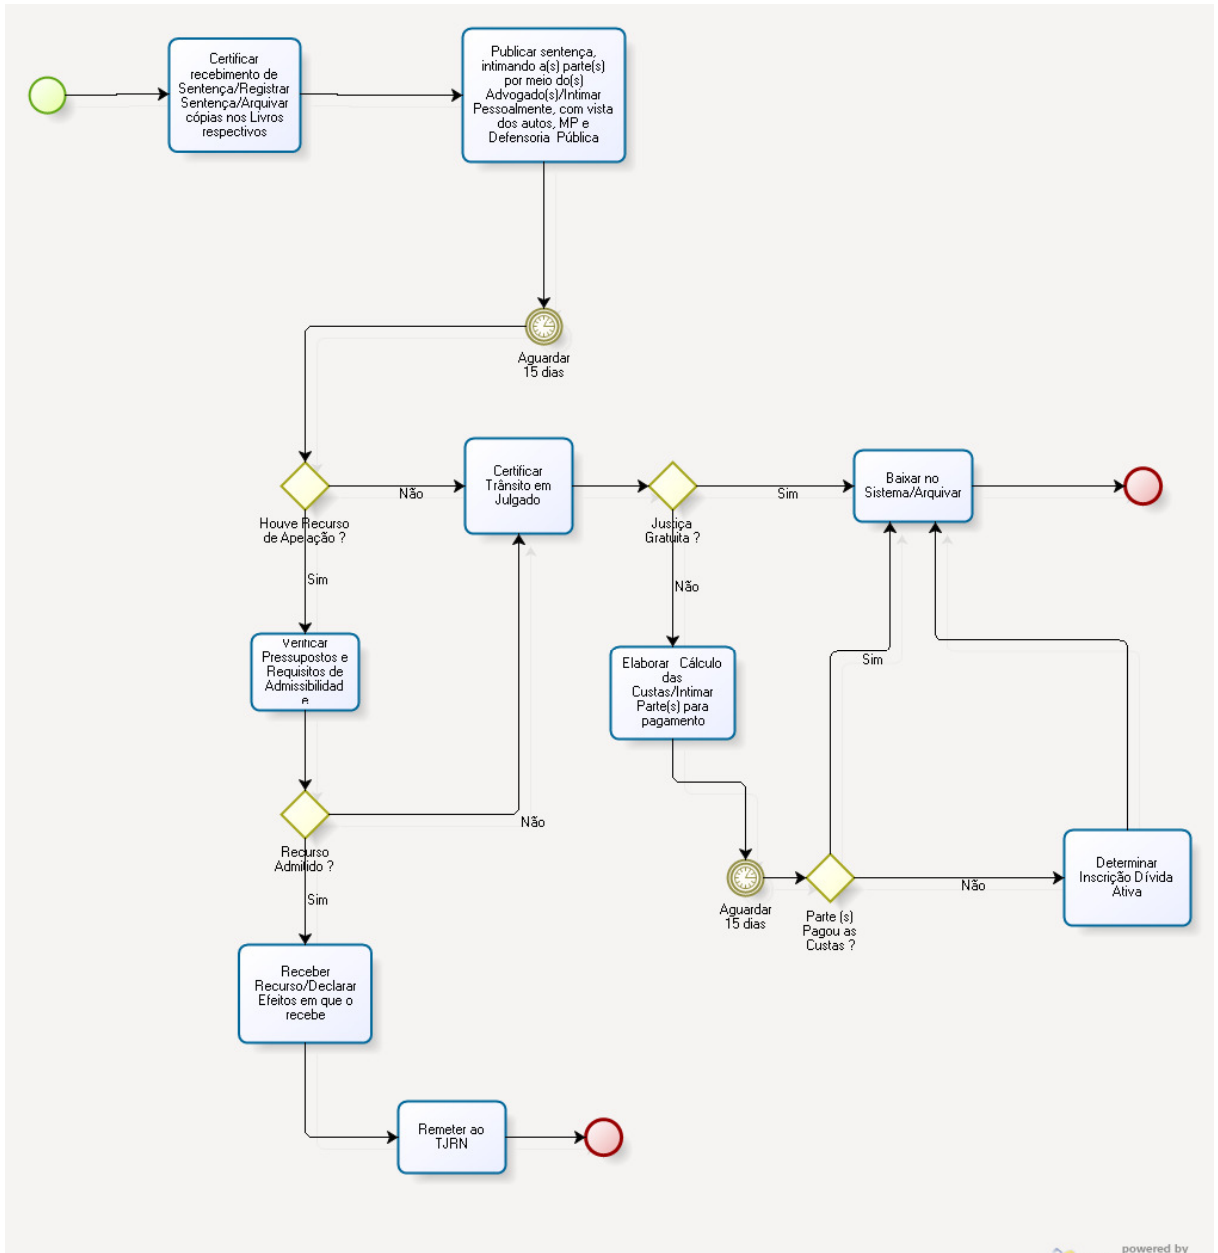 Certificar
recebimento de
Sentença/Registrar
Sentença/Arquivar
cópias nos Livros
respectivos
Publicar sentença,
intimando a(s) parte(s)
por meio do(s)
Advogado(s)/Intimar
Pessoalmente, com vista
dos autos, MP e
Defensoria Pública
Aguardar
15 dias
Houve Recurso
de Apelação ?
Não
Certificar
Trânsito em
Julgado
Justiça
Gratuita ?
Sim
Baixar no
Sistema/Arquivar
Sim
Não
Verificar
Pressupostos e
Requisitos de
Admissibilidad
e
Elaborar Cálculo
das
Custas/Intimar
Parte(s) para
pagamento
Sim
Recurso
Admitido ?
Não
Aguardar
15 dias
Parte (s)
Pagou as
Custas ?
Não
Determinar
Inscrição Dívida
Ativa
Sim
Receber
Recurso/Declarar
Efeitos em que o
recebe
Remeter ao
TJRN
powered by